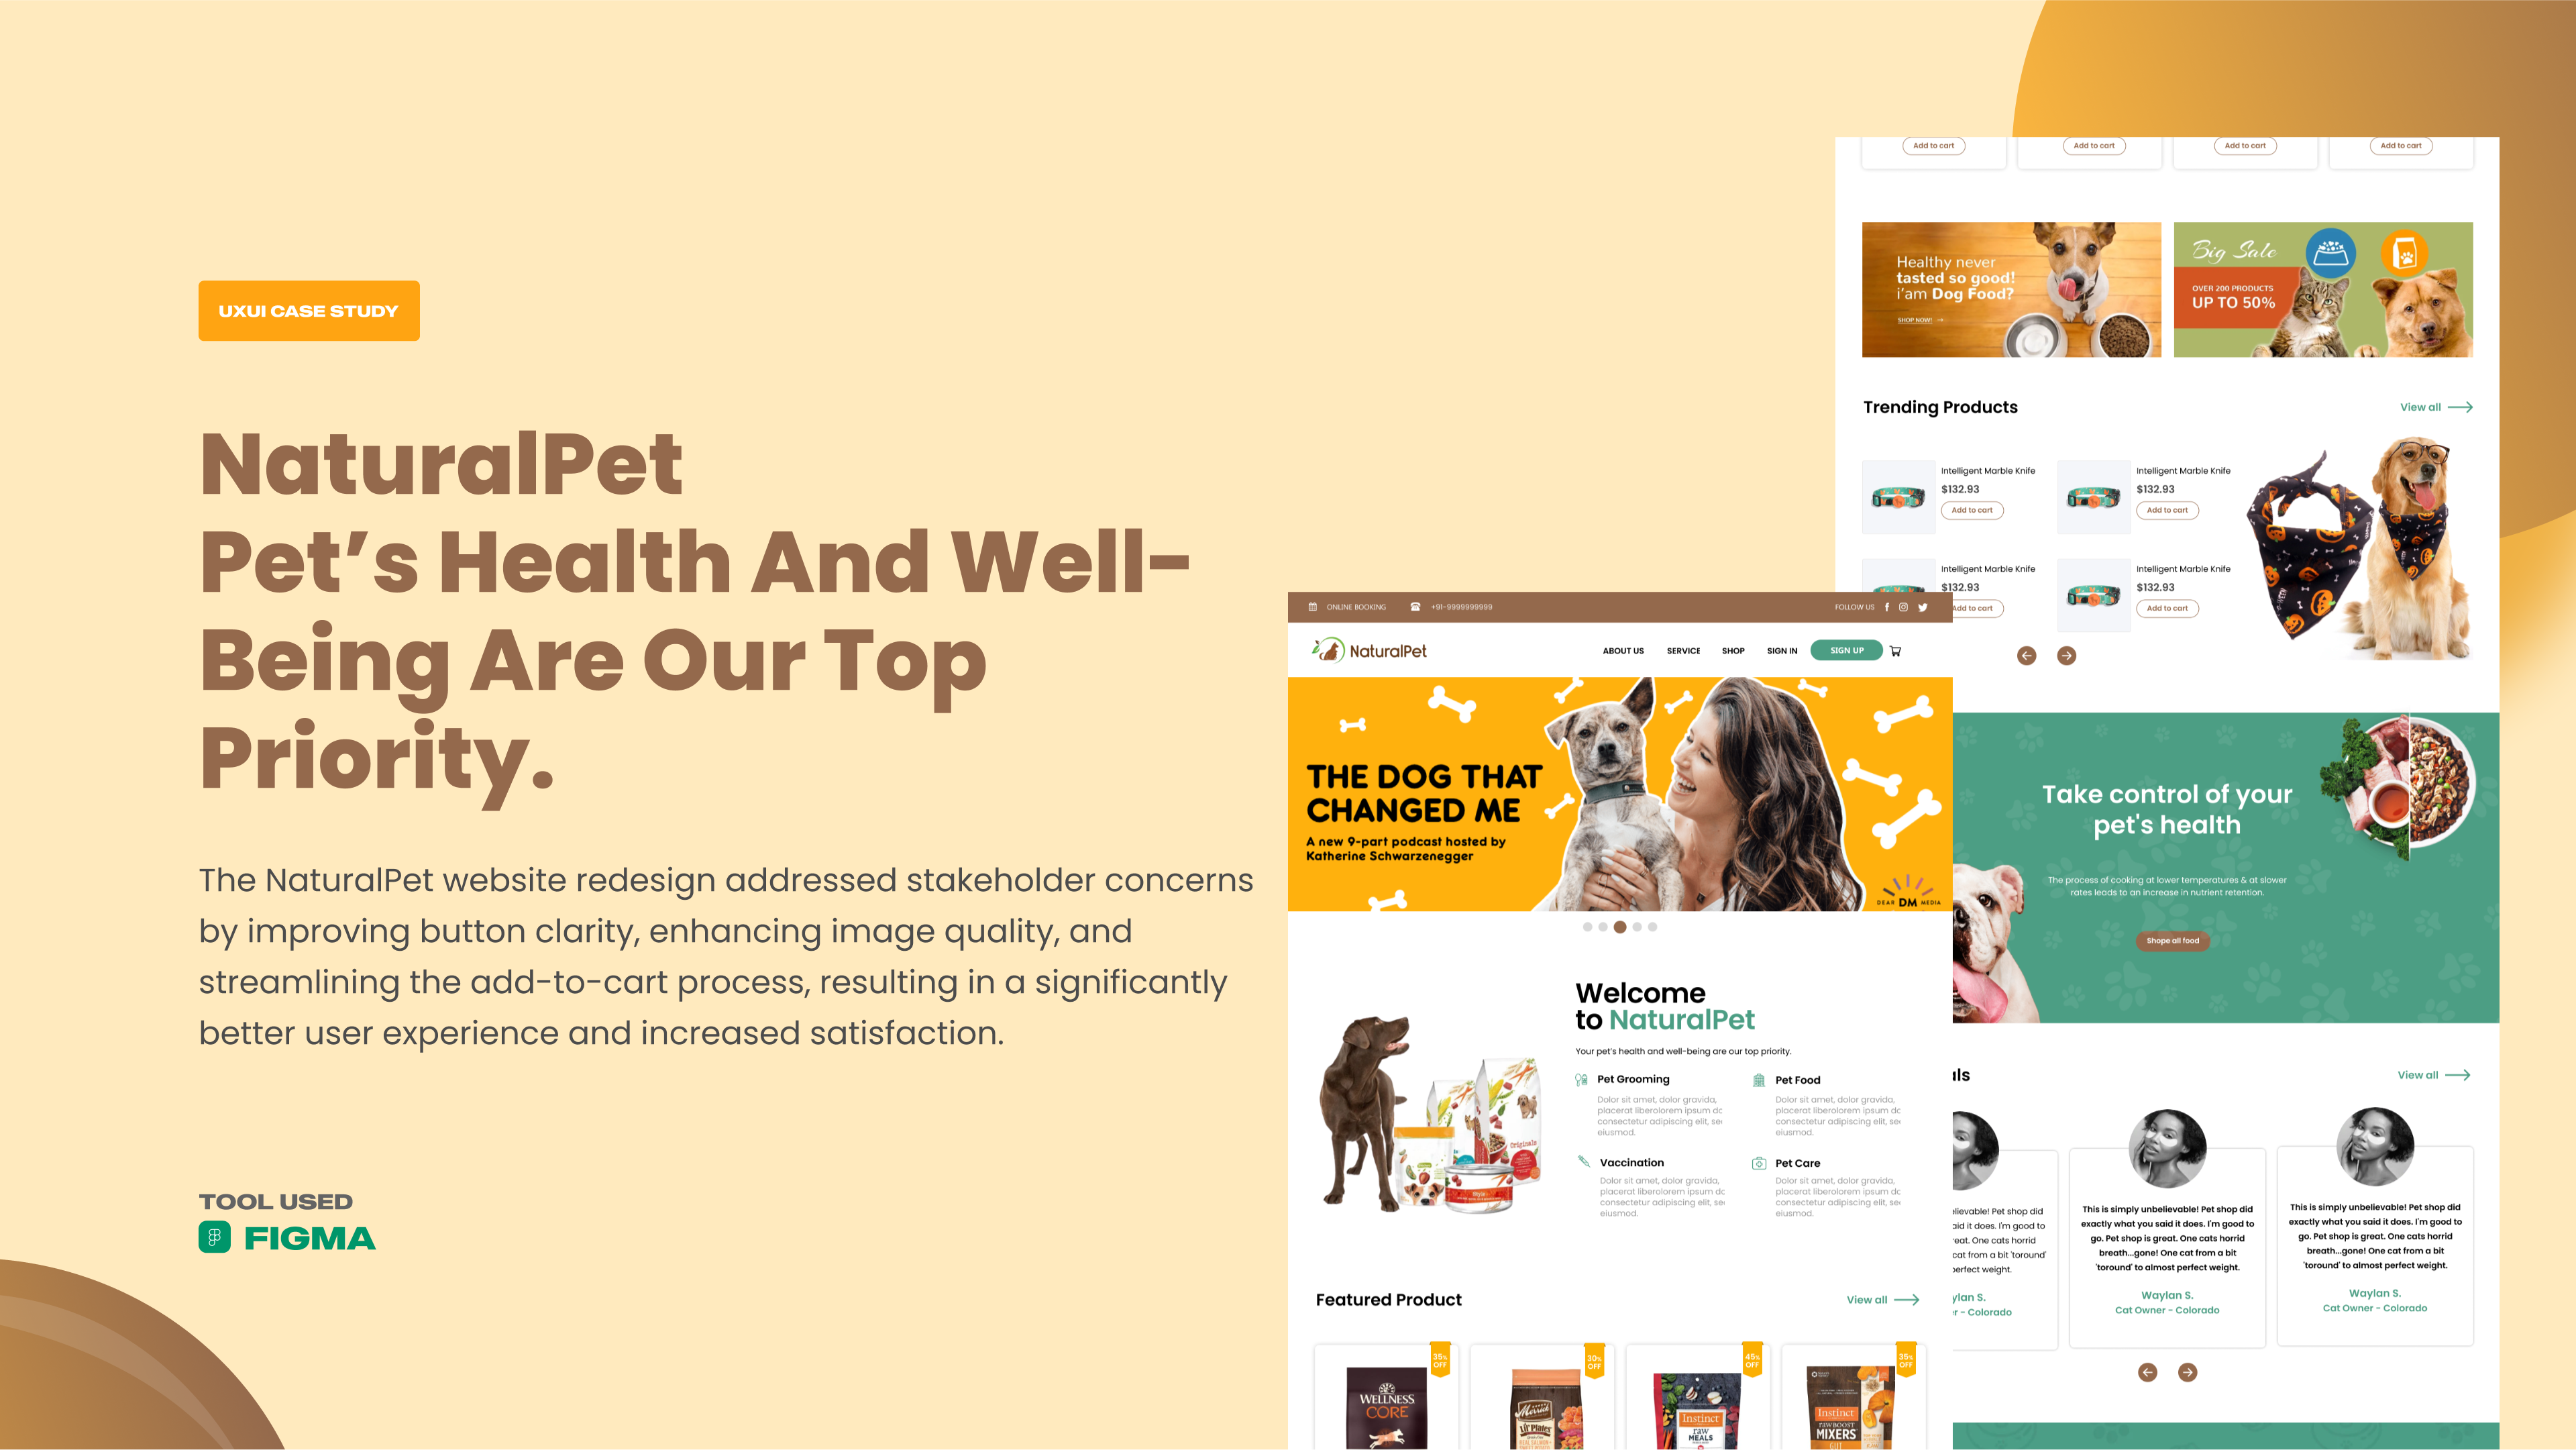 UXUI CASE STUDY
NaturalPet
Pet’s Health And Well-
Being Are Our Top
Priority.
The NaturalPet website redesign addressed stakeholder concerns
by improving button clarity, enhancing image quality, and
streamlining the add-to-cart process, resulting in a significantly
better user experience and increased satisfaction.
TOOL USED
FIGMA
ONLINE BOOKING +91-9999999999 FOLLOW US
NaturalPet ABOUT US SERVICE SHOP SIGN IN SIGN UP
THE DOG THAT
CHANGED ME
A new 9-part podcast hosted by
Katherine Schwarzenegger
DEAR DM MEDIA
Welcome
to NaturalPet
Your pet's health and well-being are our top priority.
Pet Grooming
Dolor sit amet, dolor gravida,
placerat liberolorem ipsum do
consectetur adipiscing elit, se
eiusmod.
Pet Food
Dolor sit amet, dolor gravida,
placerat liberolorem ipsum do
consectetur adipiscing elit, se
eiusmod.
Vaccination
Dolor sit amet, dolor gravida,
placerat liberolorem ipsum do
consectetur adipiscing elit, se
eiusmod.
Pet Care
Dolor sit amet, dolor gravida,
placerat liberolorem ipsum do
consectetur adipiscing elit, se
eiusmod.
Featured Product View all
35% OFF
WELLNESS
CORE
30% OFF
Merrick
Lil' Plates
45% OFF
Instinct
raw
MEALS
35% OFF
Instinct
RAW BOOST
MIXERS
GUT
Add to cart Add to cart Add to cart Add to cart
Healthy never
tasted so good!
i'am Dog Food?
SHOP NOW!
Big Sale
OVER 200 PRODUCTS
UP TO 50%
Trending Products View all
Intelligent Marble Knife
$132.93
Add to cart
Intelligent Marble Knife
$132.93
Add to cart
Intelligent Marble Knife
$132.93
Add to cart
Intelligent Marble Knife
$132.93
Add to cart
Take control of your
pet's health
The process of cooking at lower temperatures & at slower
rates leads to an increase in nutrient retention.
Shope all food
als View all
elievable! Pet shop did
aid it does. I'm good to
reat. One cats horrid
cat from a bit 'toround'
perfect weight.
ylan S.
r - Colorado
This is simply unbelievable! Pet shop did
exactly what you said it does. I'm good to
go. Pet shop is great. One cats horrid
breath...gone! One cat from a bit
'toround' to almost perfect weight.
Waylan S.
Cat Owner - Colorado
This is simply unbelievable! Pet shop did
exactly what you said it does. I'm good to
go. Pet shop is great. One cats horrid
breath...gone! One cat from a bit
'toround' to almost perfect weight.
Waylan S.
Cat Owner - Colorado